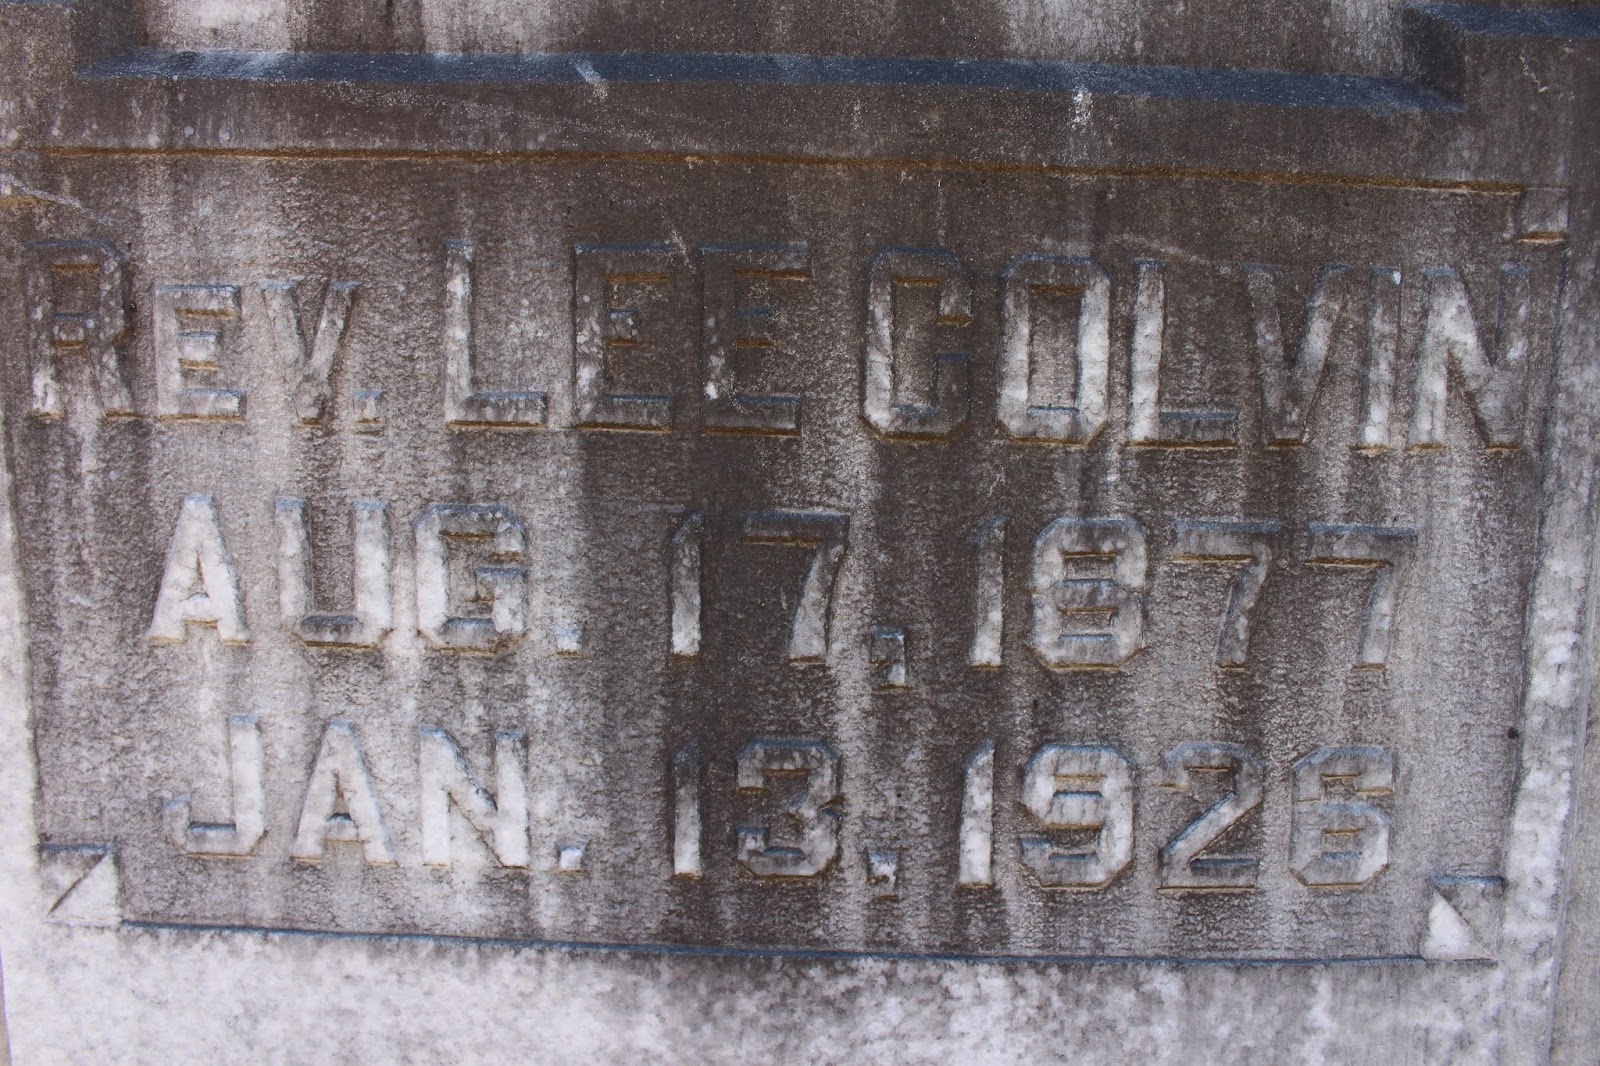 REV. LEE COLVIN
AUG. 17, 1877
JAN. 13, 1926